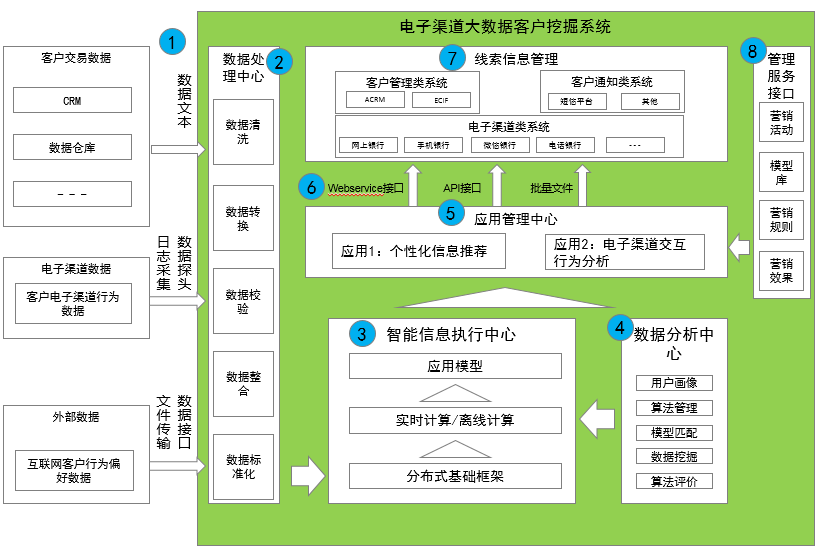 电子渠道大数据客户挖掘系统
1
客户交易数据
CRM
数据仓库
- - -
数据文本
电子渠道数据
客户电子渠道行为
数据
日志采集
数据探头
外部数据
互联网客户行为偏
好数据
文件传输
数据接口
2
数据处
理中心
数据清
洗
数据转
换
数据校
验
数据整
合
数据标
准化
7
线索信息管理
客户管理类系统
ACRM
ECIF
客户通知类系统
短信平台
其他
电子渠道类系统
网上银行
手机银行
微信银行
电话银行
- - -
6
Webservice接口
API接口
批量文件
5
应用管理中心
应用1：个性化信息推荐
应用2：电子渠道交互
行为分析
3
智能信息执行中心
应用模型
实时计算/离线计算
分布式基础框架
4
数据分析中
心
用户画像
算法管理
模型匹配
数据挖掘
算法评价
8
管理
服务
接口
营销
活动
模型
库
营销
规则
营销
效果